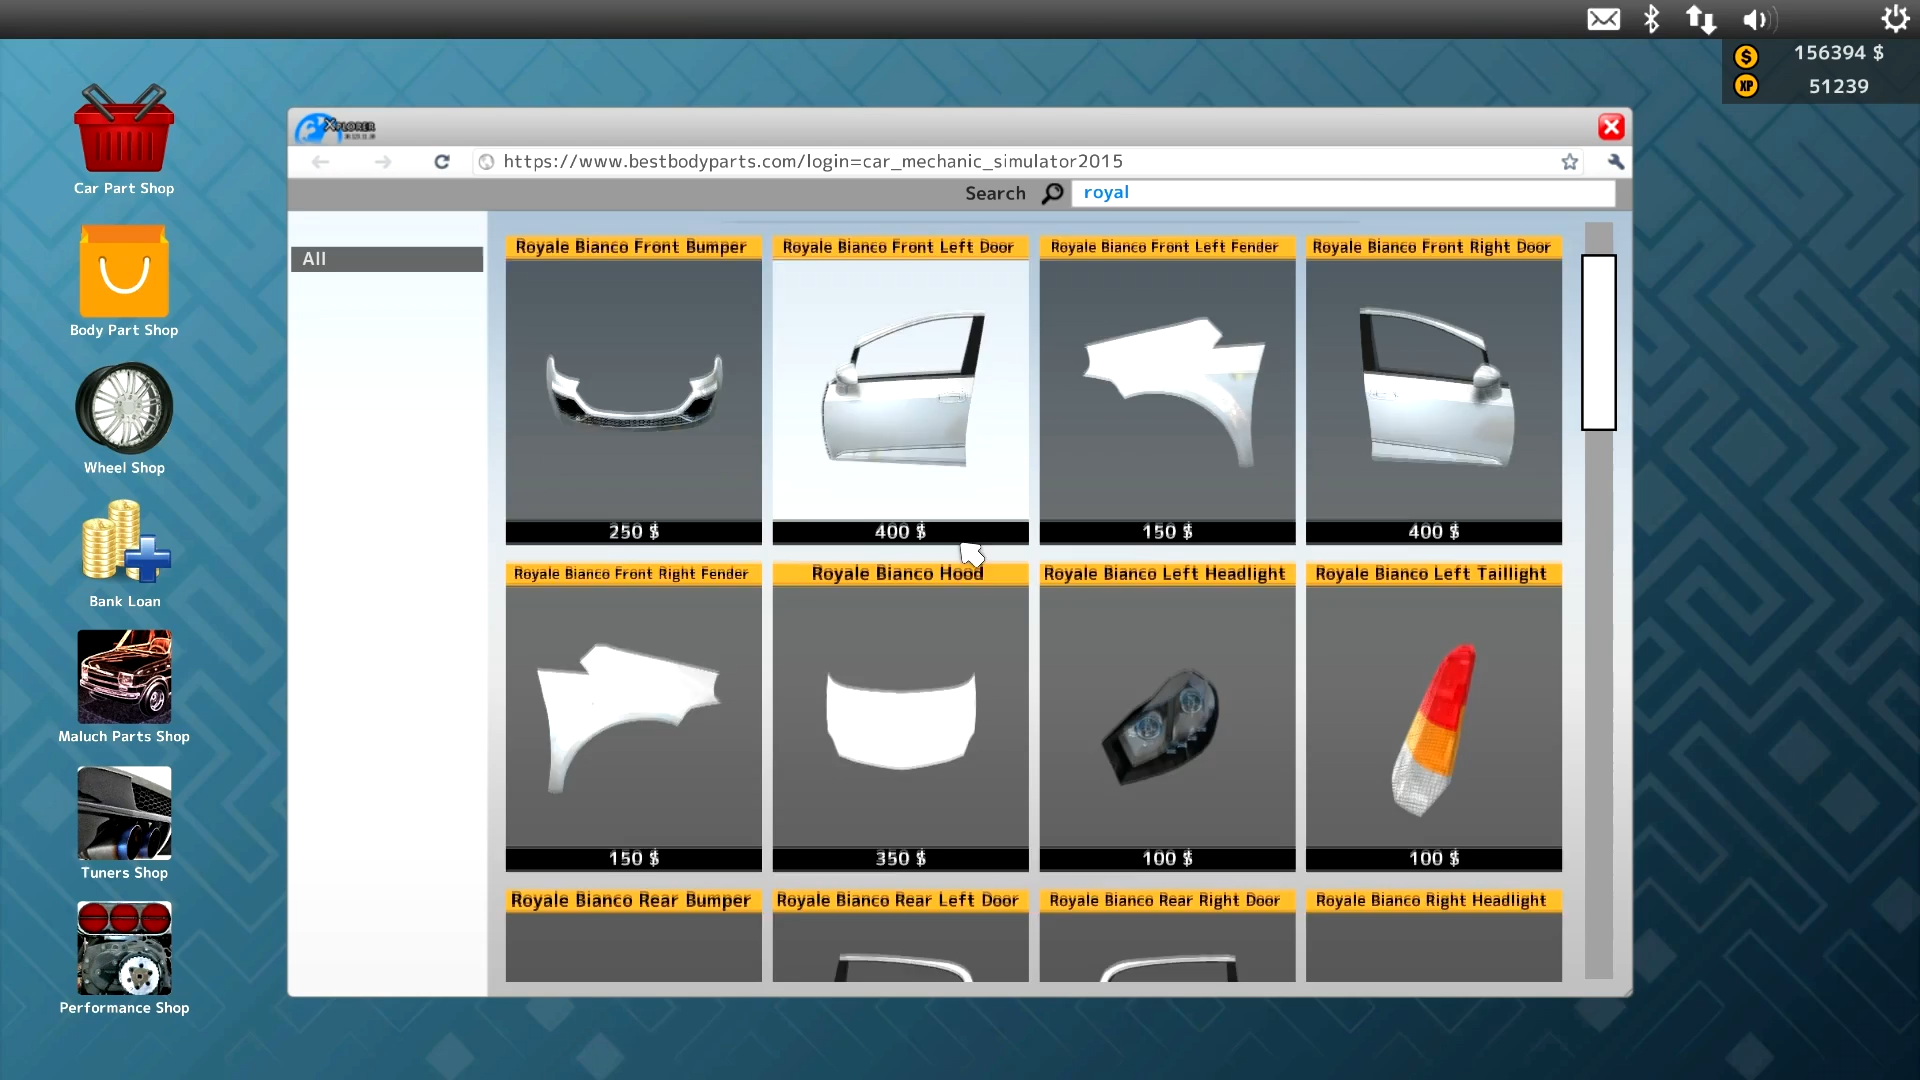 156394 $
XP
51239
Car Part Shop
Body Part Shop
Wheel Shop
Bank Loan
Maluch Parts Shop
Tuners Shop
Performance Shop
XPLORER
https://www.bestbodyparts.com/login=car_mechanic_simulator2015
Search
royal
All
Royale Bianco Front Bumper
Royale Bianco Front Left Door
Royale Bianco Front Left Fender
Royale Bianco Front Right Door
250 $
400 $
150 $
400 $
Royale Bianco Front Right Fender
Royale Bianco Hood
Royale Bianco Left Headlight
Royale Bianco Left Taillight
150 $
350 $
100 $
100 $
Royale Bianco Rear Bumper
Royale Bianco Rear Left Door
Royale Bianco Rear Right Door
Royale Bianco Right Headlight